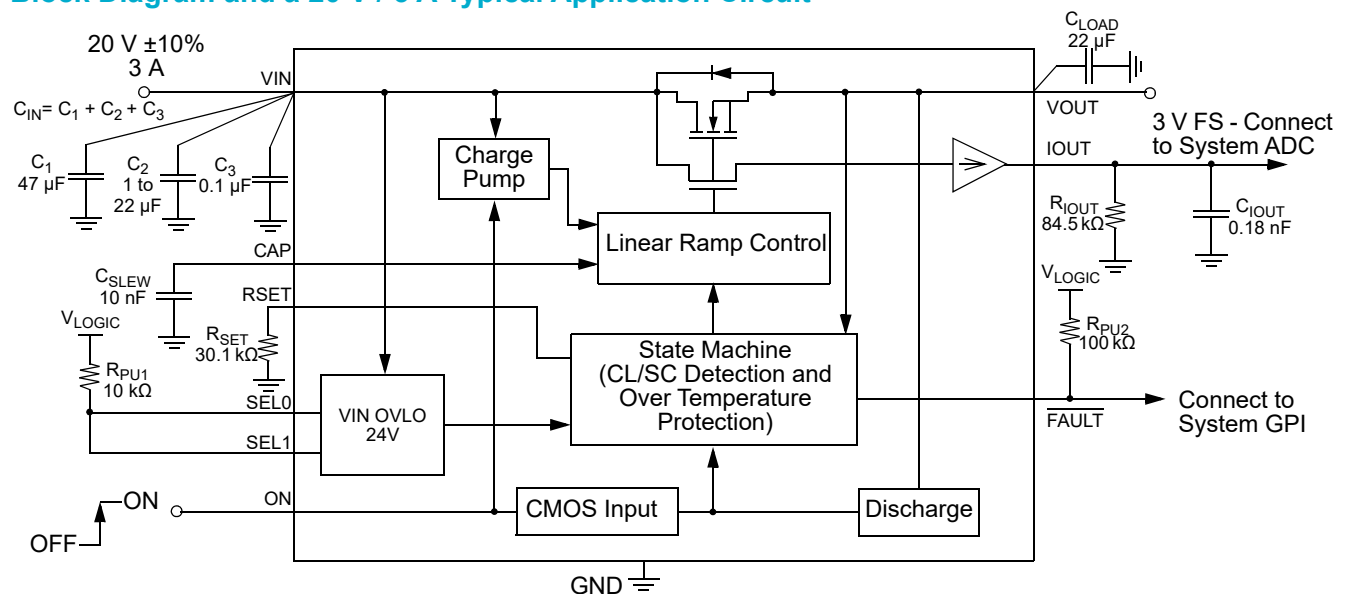 Block Diagram and a 20 V / A Typical Application Circuit
20 V ±10%
3 A
VIN
CIN= C1 + C2 + C3
C1
47 µF
C2
1 to
22 µF
C3
0.1 µF
CLOAD
22 µF
VOUT
3 V FS - Connect
to System ADC
IOUT
RIOUT
84.5 kΩ
CIOUT
0.18 nF
Charge
Pump
Linear Ramp Control
CAP
CSLEW
10 nF
RSET
RSET
30.1 kΩ
VLOGIC
RPU1
10 kΩ
SEL0
SEL1
VIN OVLO
24V
State Machine
(CL/SC Detection and
Over Temperature
Protection)
VLOGIC
RPU2
100 kΩ
FAULT
Connect to
System GPI
ON
ON
OFF
CMOS Input
Discharge
GND